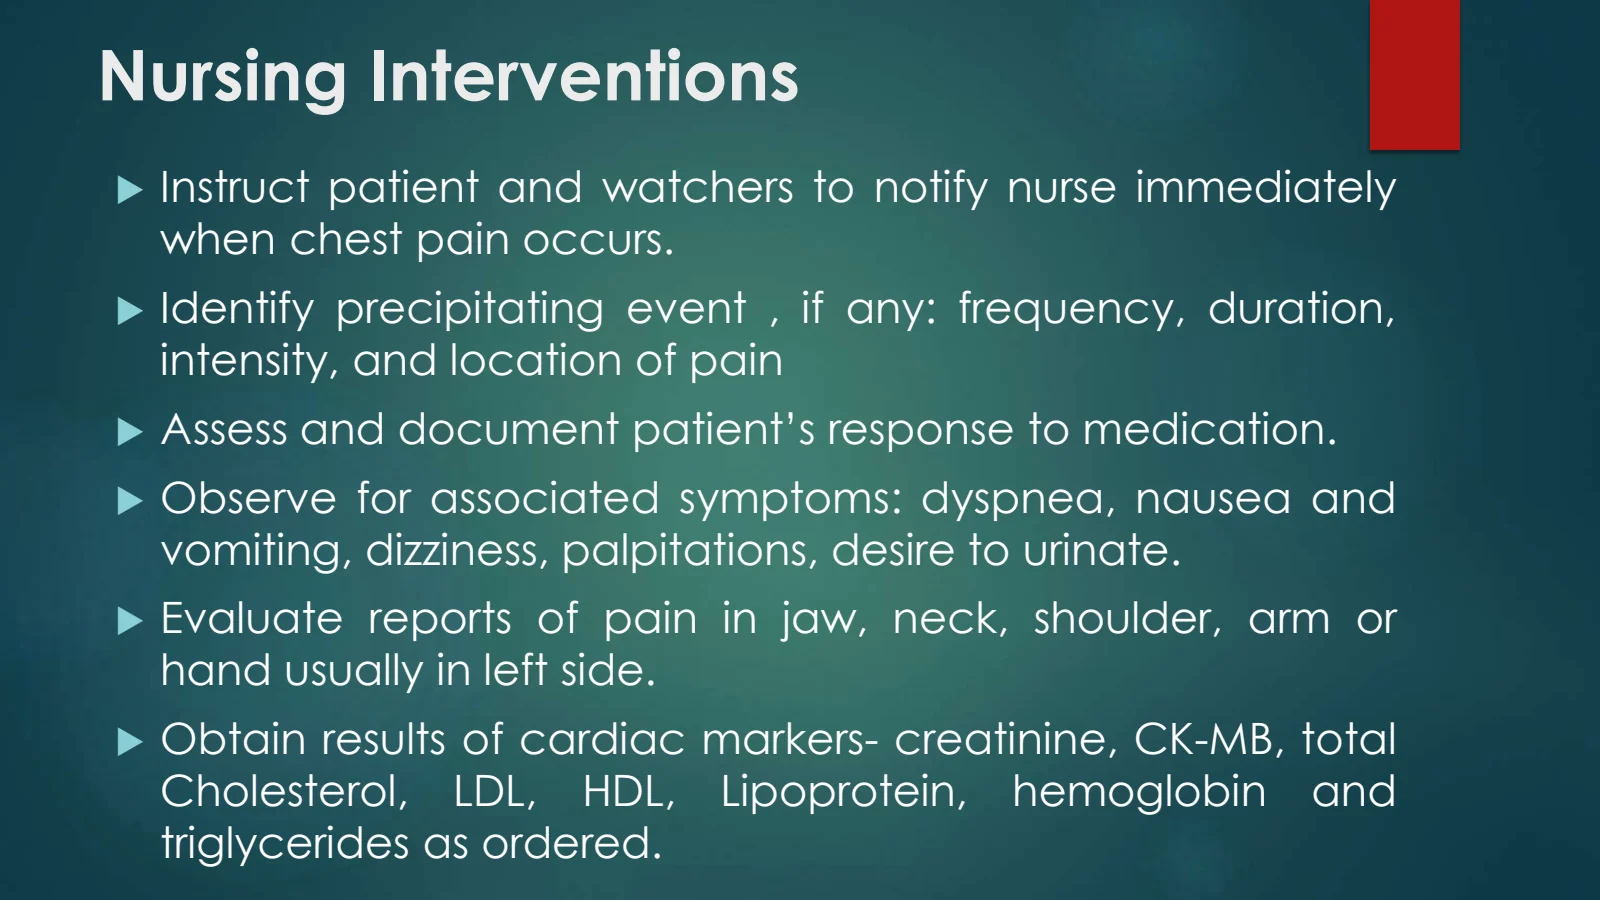 Nursing Interventions
Instruct patient and watchers to notify nurse immediately
when chest pain occurs.
Identify precipitating event , if any: frequency, duration,
intensity, and location of pain
Assess and document patient’s response to medication.
Observe for associated symptoms: dyspnea, nausea and
vomiting, dizziness, palpitations, desire to urinate.
Evaluate reports of pain in jaw, neck, shoulder, arm or
hand usually in left side.
Obtain results of cardiac markers- creatinine, CK-MB, total
Cholesterol, LDL, HDL, Lipoprotein, hemoglobin and
triglycerides as ordered.